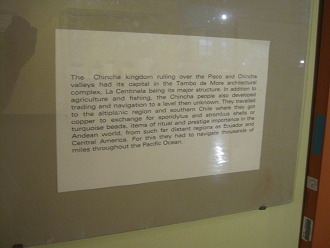 The Chincha kingdom ruling over the Pisco and Chincha
valleys had its capital in the Tambo de More architectural
complex, La Centinela being its major structure. In addition to
agriculture and fishing, the Chincha people also developed
trading and navigation to a level then unknown. They travelled
to the altiplanic region and southern Chile where they got
copper to exchange for spondylus and strombus shells or
turquoise beads, items of ritual and prestige importance in the
Andean world, from such far distant regions as Ecuador and
Central America. For this they had to navigate thousands of
miles throughout the Pacific Ocean.